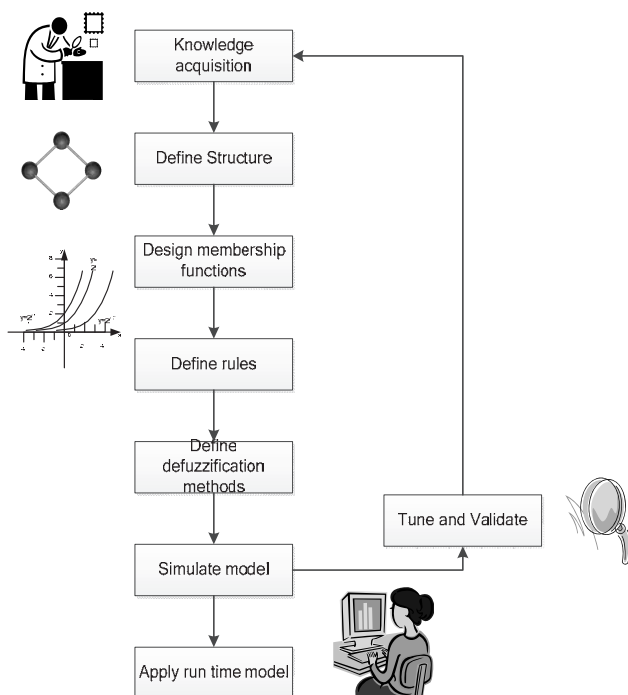 Knowledge
acquisition
Define Structure
Design membership
functions
Define rules
Define
defuzzification
methods
Tune and Validate
Simulate model
Apply run time model